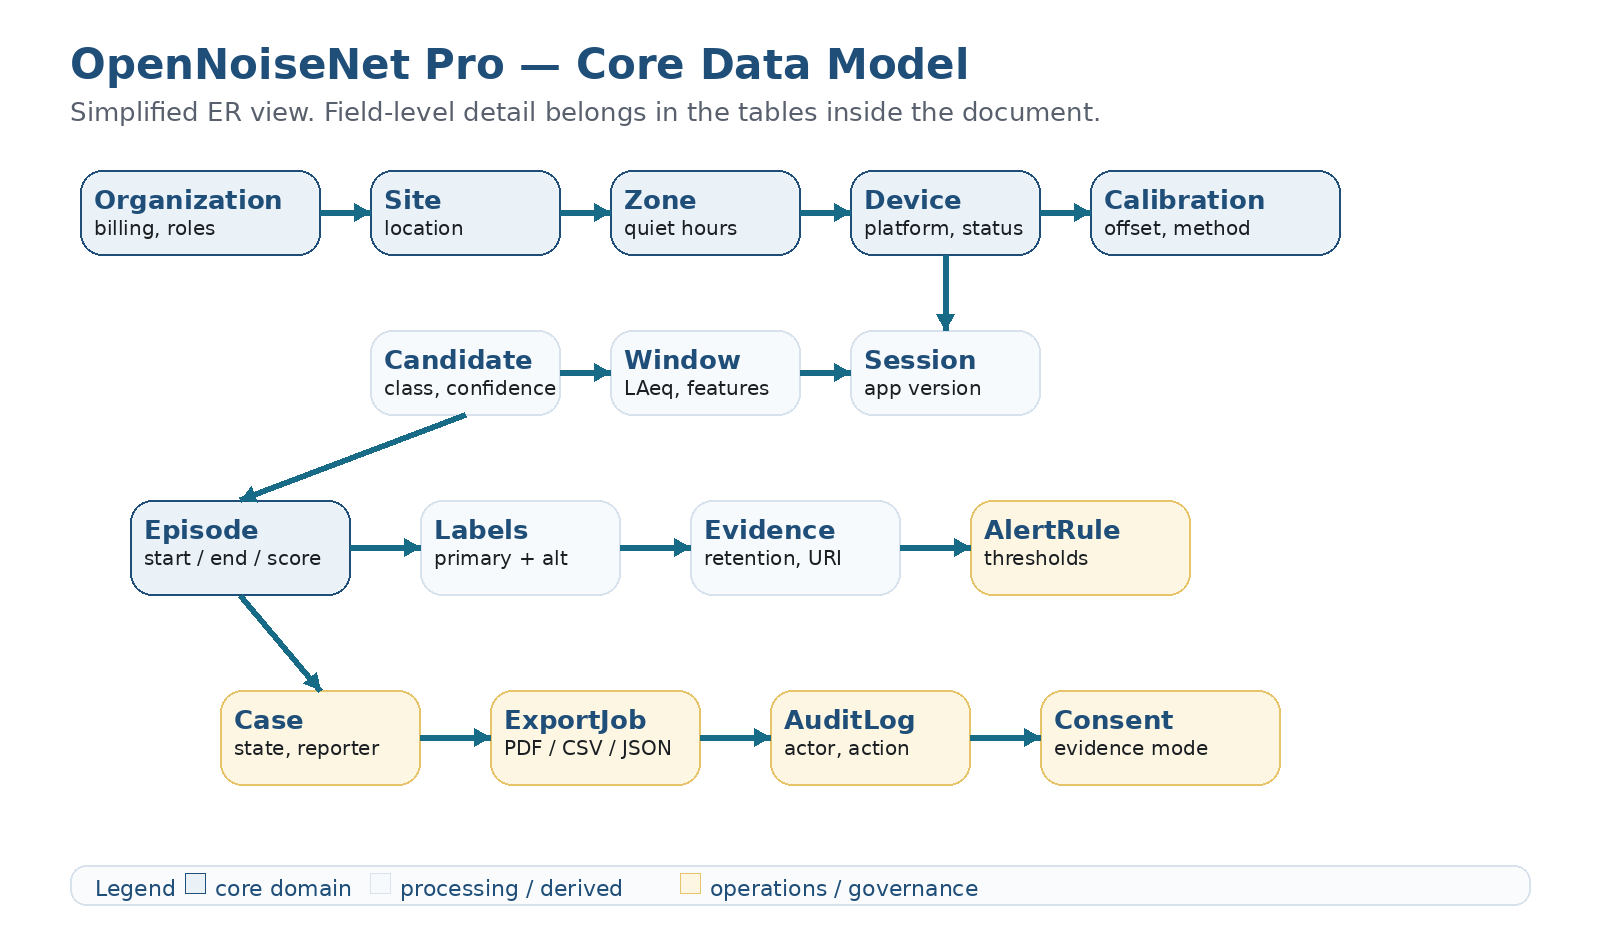 OpenNoiseNet Pro — Core Data Model
Simplified ER view. Field-level detail belongs in the tables inside the document.
Organization
billing, roles
Site
location
Zone
quiet hours
Device
platform, status
Calibration
offset, method
Candidate
class, confidence
Window
LAeq, features
Session
app version
Episode
start / end / score
Labels
primary + alt
Evidence
retention, URI
AlertRule
thresholds
Case
state, reporter
ExportJob
PDF / CSV / JSON
AuditLog
actor, action
Consent
evidence mode
Legend core domain processing / derived operations / governance